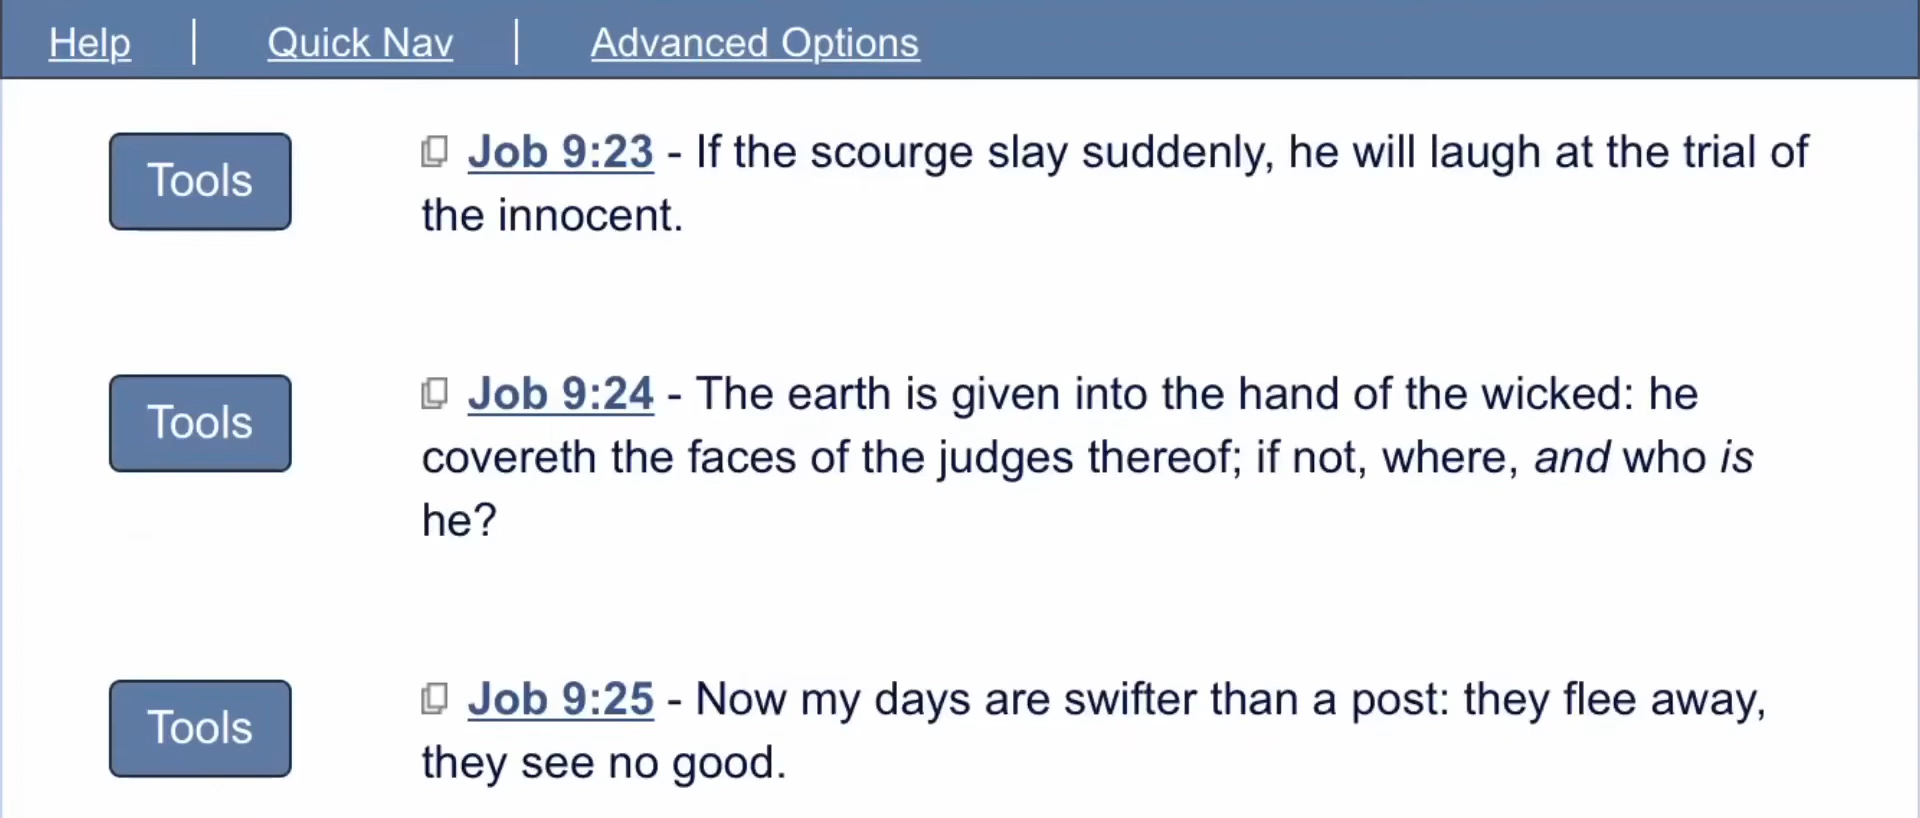 Help | Quick Nav | Advanced Options
Tools
Job 9:23 - If the scourge slay suddenly, he will laugh at the trial of
the innocent.
Tools
Job 9:24 - The earth is given into the hand of the wicked: he
covereth the faces of the judges thereof; if not, where, and who is
he?
Tools
Job 9:25 - Now my days are swifter than a post: they flee away,
they see no good.